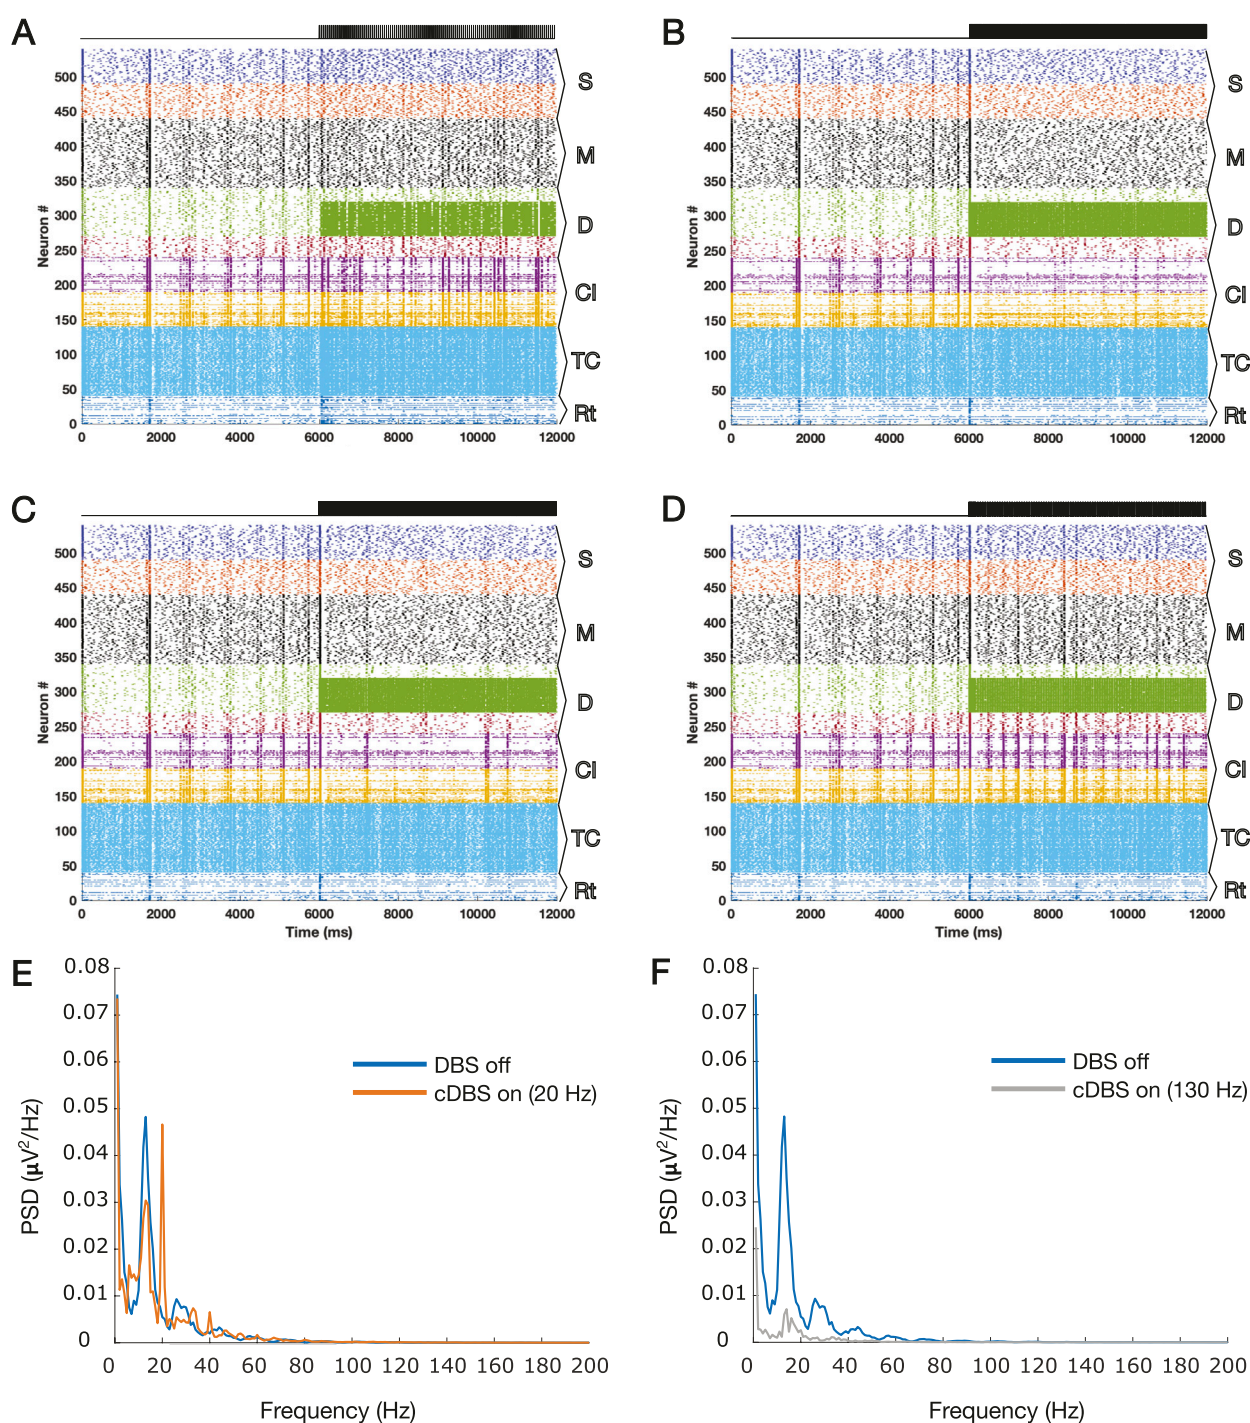 A
500
450
400
350
300
250
200
150
100
50
0
Neuron #
S
M
D
CI
TC
Rt
0 2000 4000 6000 8000 10000 12000
B
500
450
400
350
300
250
200
150
100
50
0
Neuron #
S
M
D
CI
TC
Rt
0 2000 4000 6000 8000 10000 12000
C
500
450
400
350
300
250
200
150
100
50
0
Neuron #
S
M
D
CI
TC
Rt
0 2000 4000 6000 8000 10000 12000
Time (ms)
D
500
450
400
350
300
250
200
150
100
50
0
Neuron #
S
M
D
CI
TC
Rt
0 2000 4000 6000 8000 10000 12000
Time (ms)
E
0.08
0.07
0.06
0.05
0.04
0.03
0.02
0.01
0
PSD (μV²/Hz)
DBS off
cDBS on (20 Hz)
0 20 40 60 80 100 120 140 160 180 200
Frequency (Hz)
F
0.08
0.07
0.06
0.05
0.04
0.03
0.02
0.01
0
PSD (μV²/Hz)
DBS off
cDBS on (130 Hz)
0 20 40 60 80 100 120 140 160 180 200
Frequency (Hz)